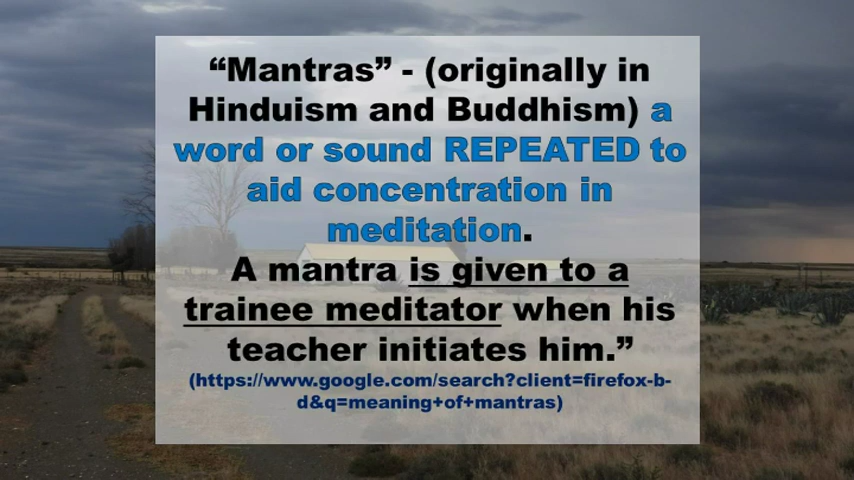 “Mantras” - (originally in
Hinduism and Buddhism) a
word or sound REPEATED to
aid concentration in
meditation.
A mantra is given to a
trainee meditator when his
teacher initiates him.”
(https://www.google.com/search?client=firefox-b-
d&q=meaning+of+mantras)